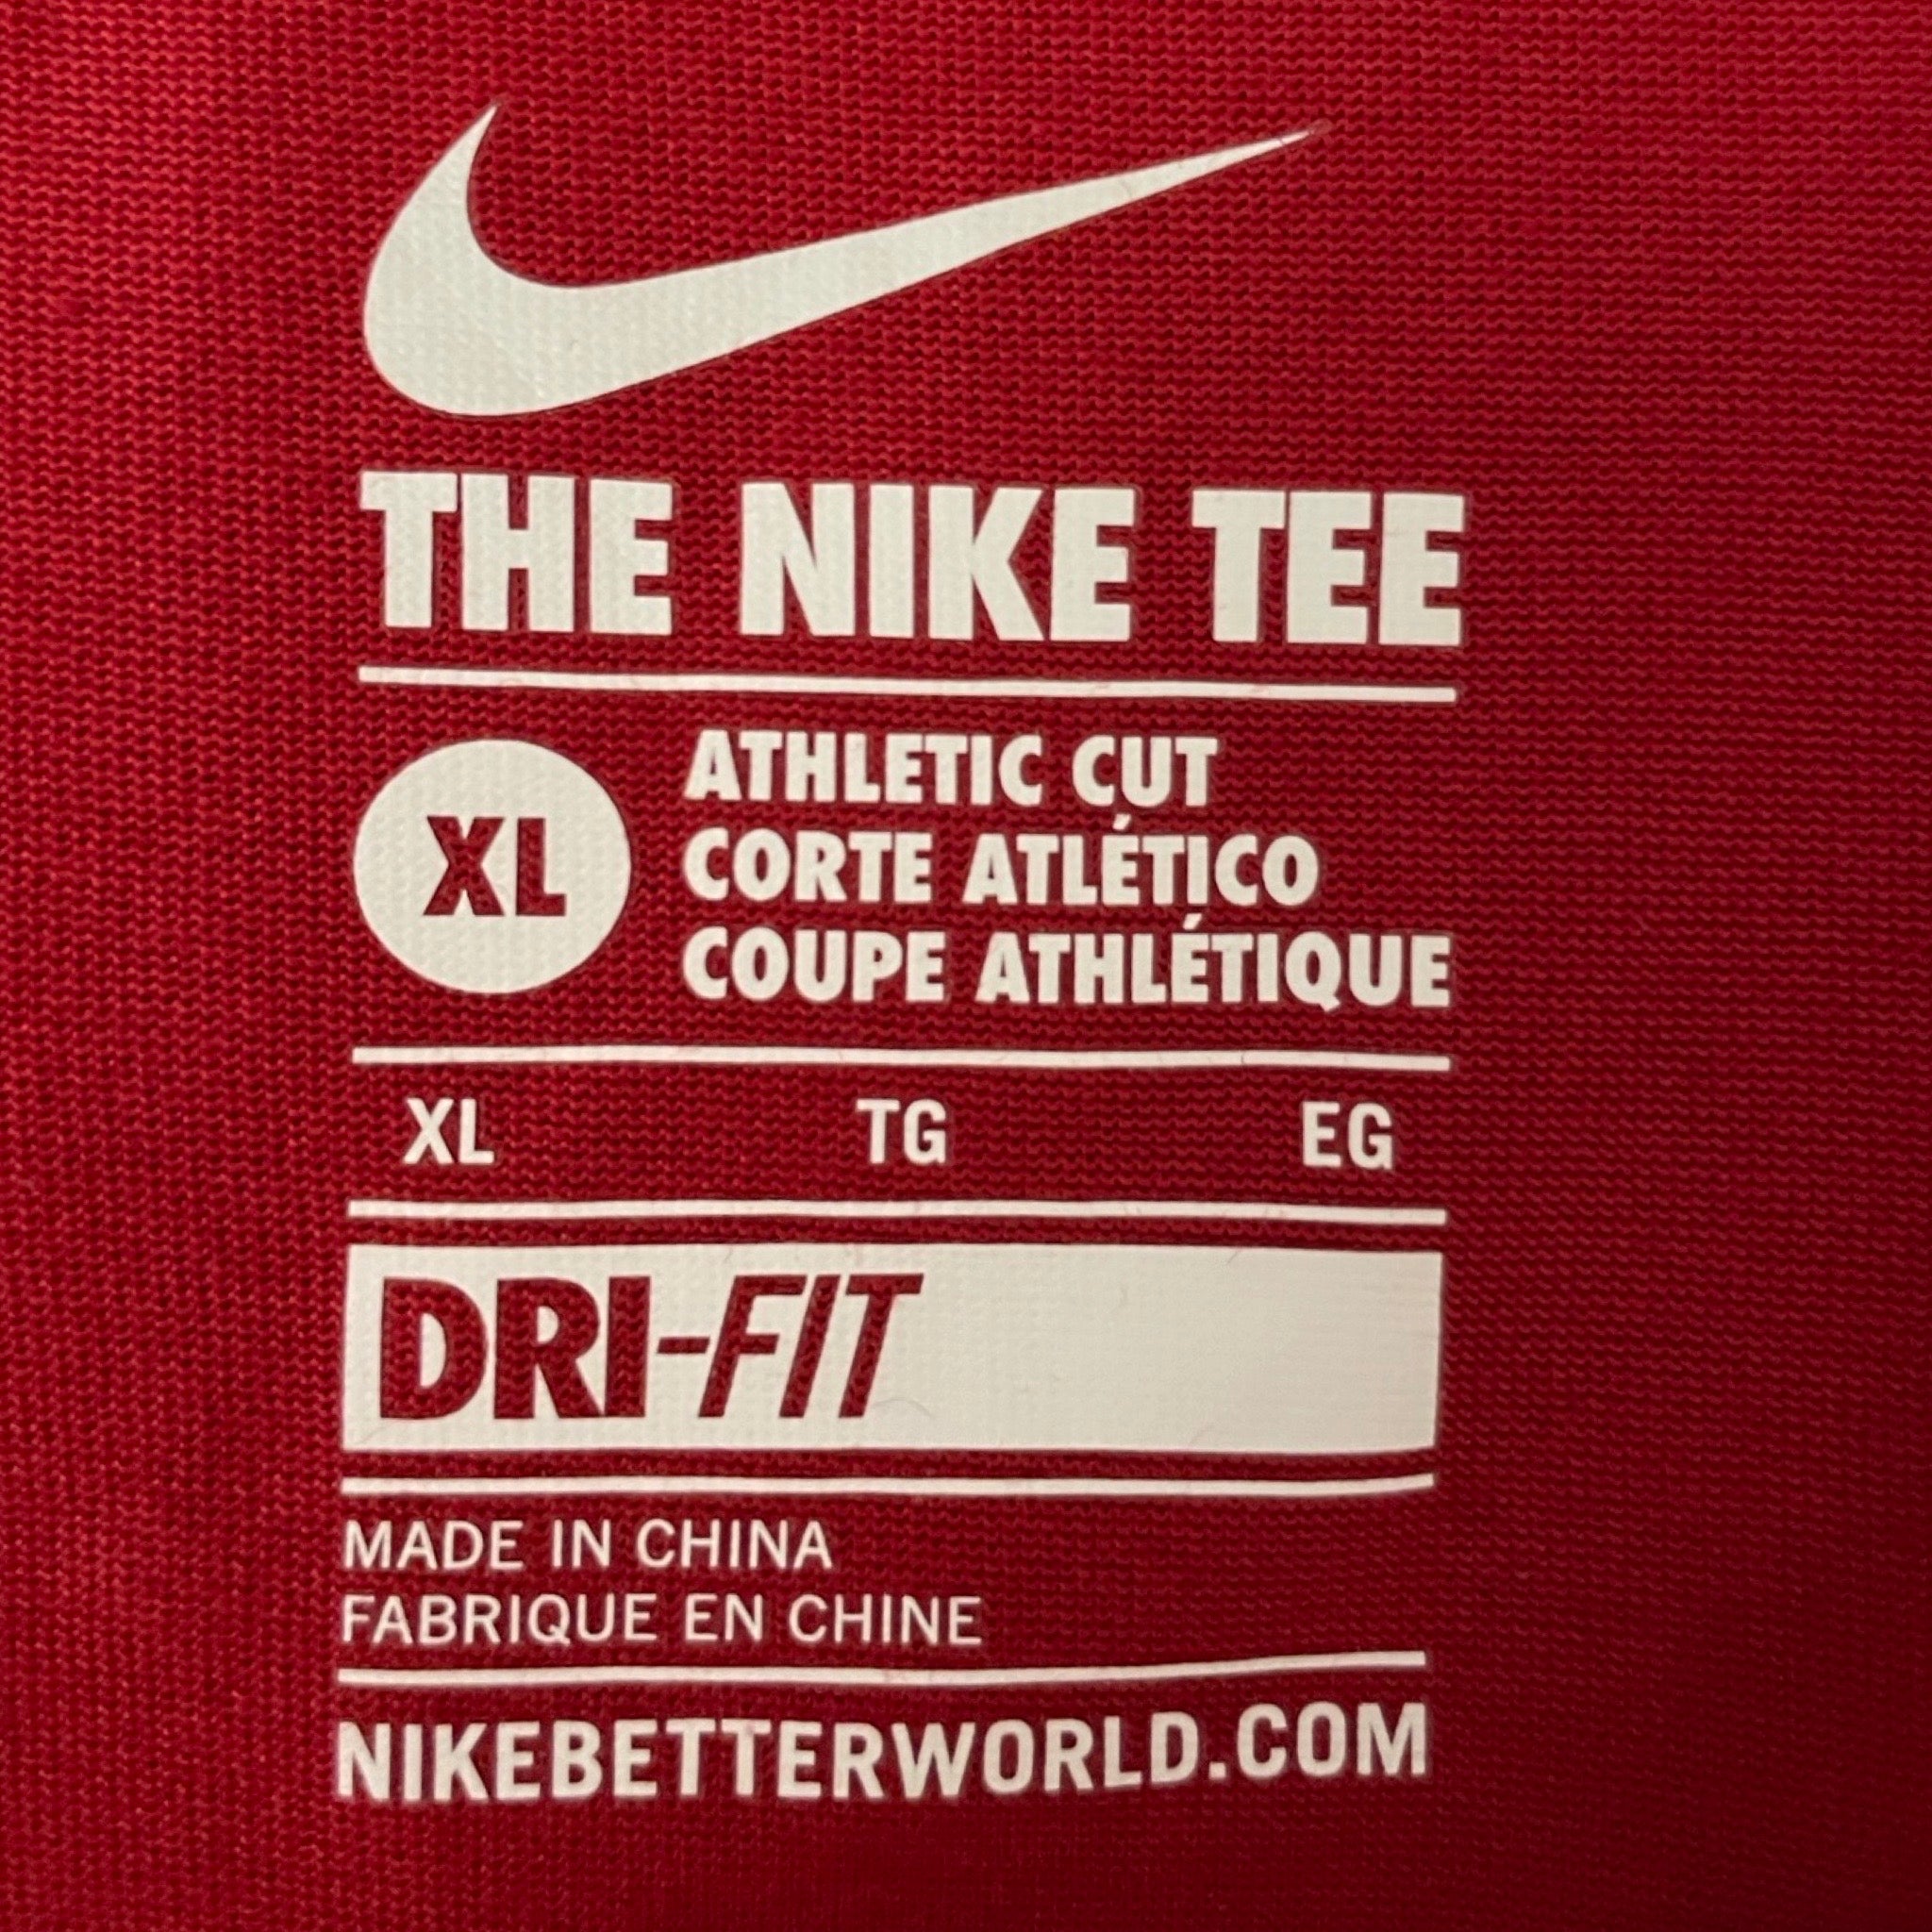 THE NIKE TEE
XL
ATHLETIC CUT
CORTE ATLÉTICO
COUPE ATHLÉTIQUE
XL TG EG
DRI-FIT
MADE IN CHINA
FABRIQUE EN CHINE
NIKEBETTERWORLD.COM